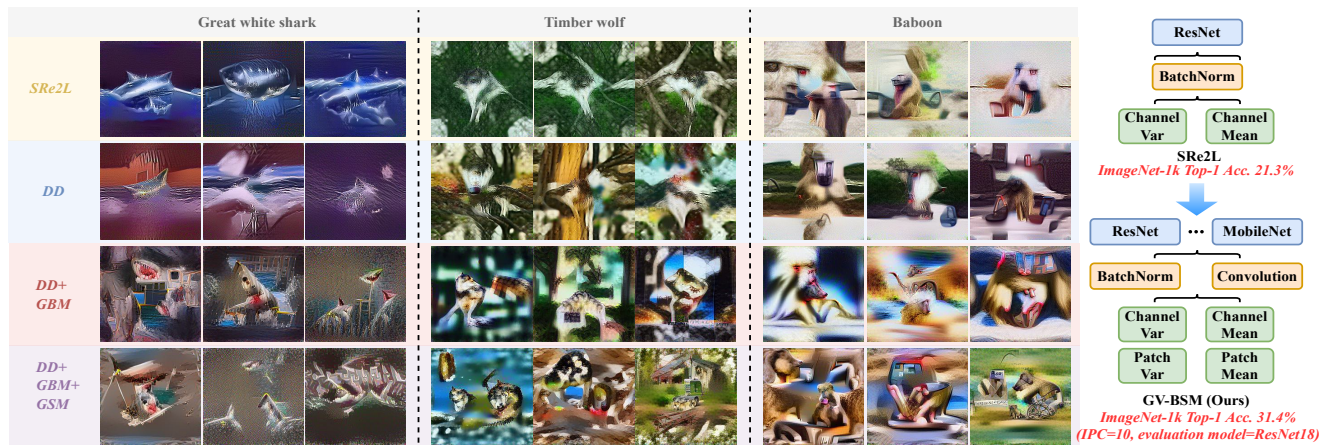 Great white shark
Timber wolf
Baboon
SRe2L
DD
DD+
GBM
DD+
GBM+
GSM
ResNet
BatchNorm
Channel
Var
Channel
Mean
SRe2L
ImageNet-1k Top-1 Acc. 21.3%
ResNet ••• MobileNet
BatchNorm
Convolution
Channel
Var
Channel
Mean
Patch
Var
Patch
Mean
GV-BSM (Ours)
ImageNet-1k Top-1 Acc. 31.4%
(IPC=10, evaluation model=ResNet18)